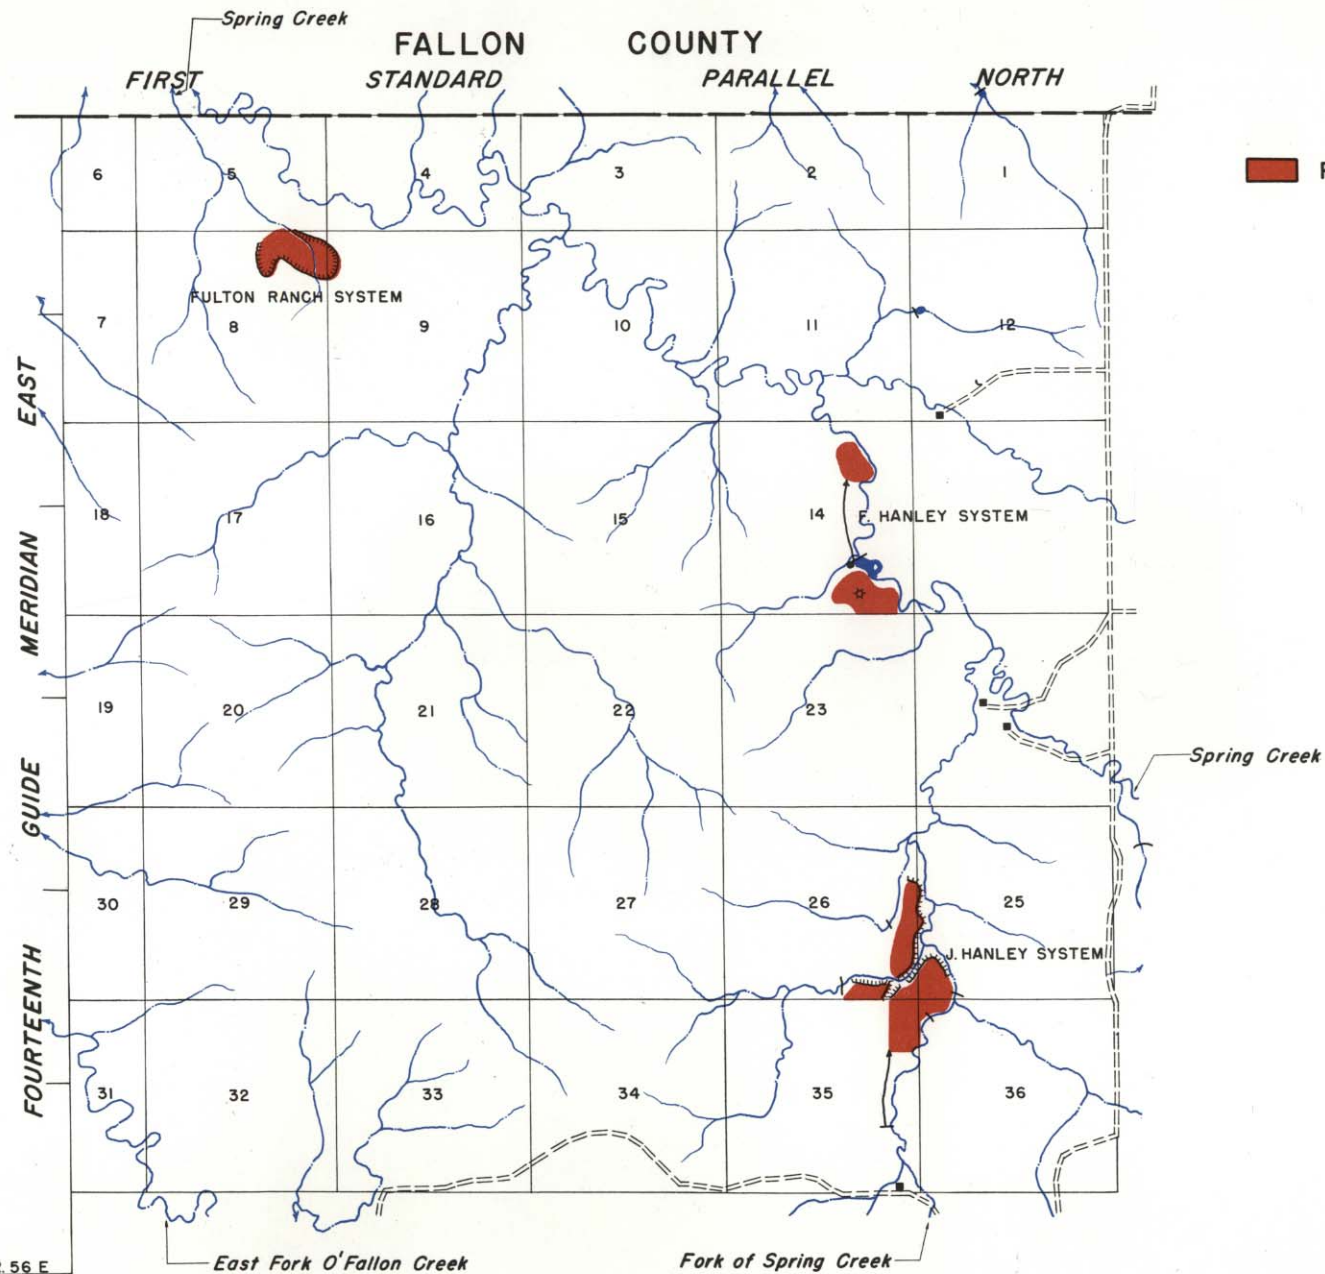 Spring Creek
FALLON COUNTY
FIRST STANDARD PARALLEL NORTH
6 5 4 3 2 1
FULTON RANCH SYSTEM
7 8 9 10 11 12
EAST
18 17 16 15 14
F. HANLEY SYSTEM
MERIDIAN
19 20 21 22 23
Spring Creek
GUIDE
30 29 28 27 26 25
J. HANLEY SYSTEM
FOURTEENTH
31 32 33 34 35 36
East Fork O'Fallon Creek
Fork of Spring Creek
. 56 E